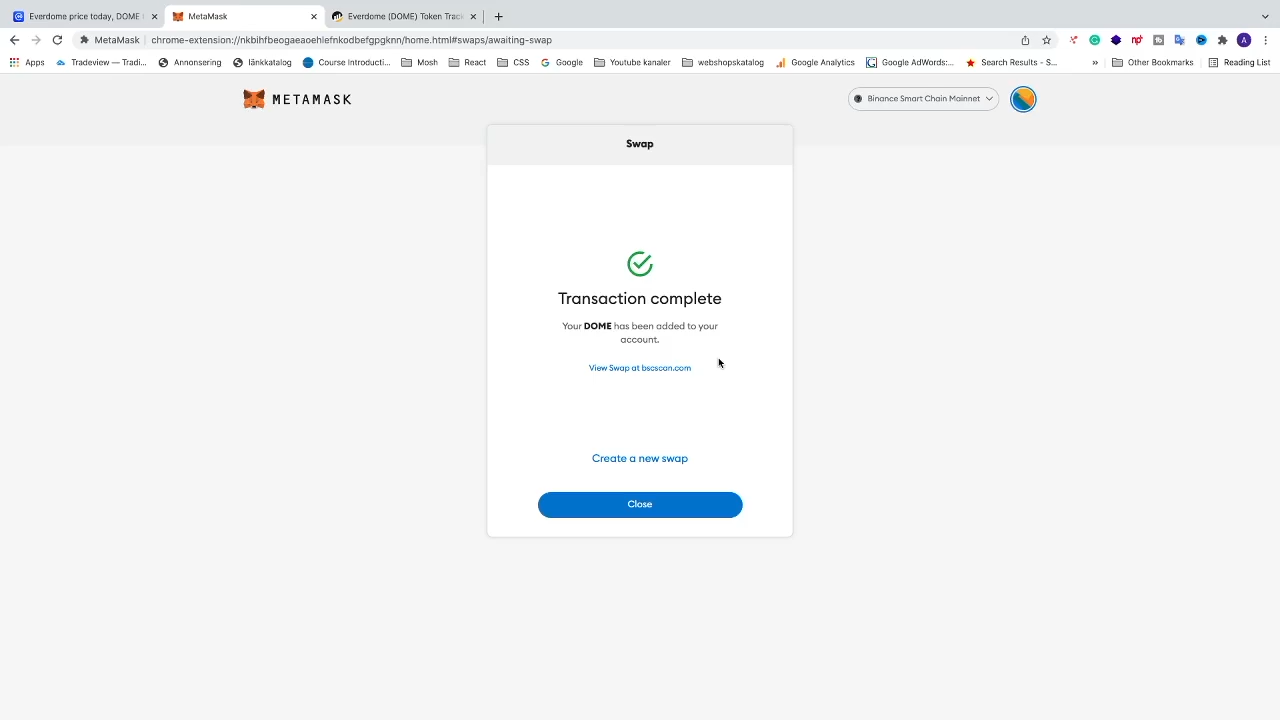 Everdome price today, DOME
MetaMask
Everdome (DOME) Token Trac
MetaMask
chrome-extension://nkbihfbeogaeaoehlefnkodbefgpgknn/home.html#swaps/awaiting-swap
A
Apps
Tradeview — Tradi...
Annonsering
länkkatalog
Course Introducti...
Mosh
React
CSS
Google
Youtube kanaler
webshopskatalog
Google Analytics
Google AdWords:...
Search Results - S...
»
Other Bookmarks
Reading List
METAMASK
Binance Smart Chain Mainnet
Swap
Transaction complete
Your DOME has been added to your
account.
View Swap at bscscan.com
Create a new swap
Close